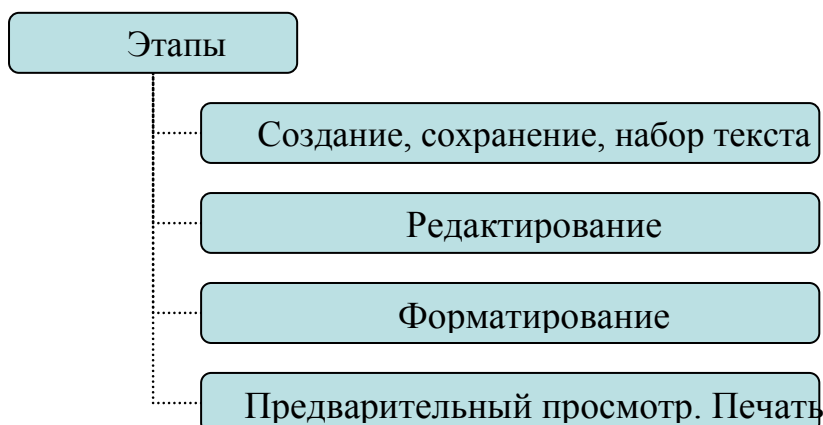 Этапы
Создание, сохранение, набор текста
Редактирование
Форматирование
Предварительный просмотр. Печать